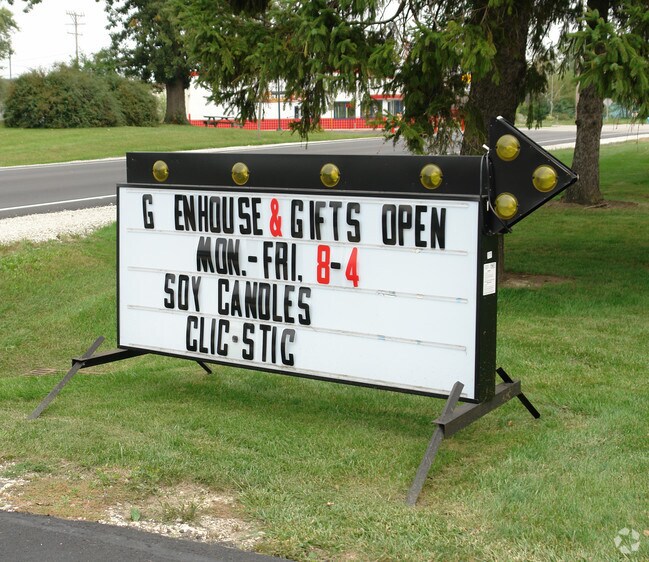 G ENHOUSE & GIFTS OPEN
MON.-FRI. 8-4
SOY CANDLES
CLIC-STIC